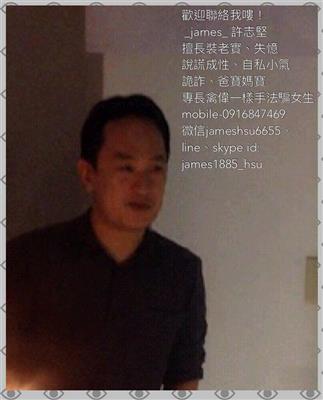 歡迎聯絡我嘍！
_james_ 許志堅
擅長裝老實、失憶
說謊成性、自私小氣
詭詐、爸寶媽寶
專長禽偉一樣手法騙女生
mobile-0916847469
微信jameshsu6655、
line、skype id:
james1885_hsu